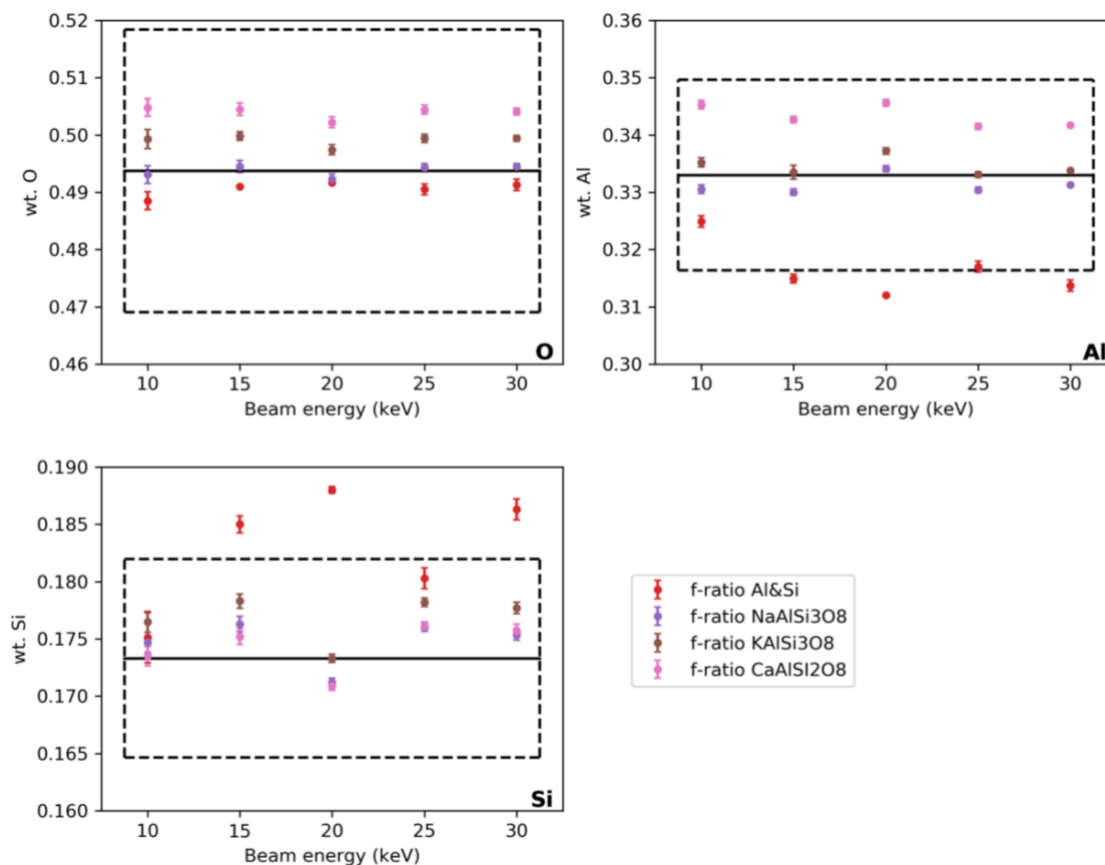 0.52
0.51
0.50
0.49
0.48
0.47
0.46
wt. O
10 15 20 25 30
Beam energy (keV)
O
0.36
0.35
0.34
0.33
0.32
0.31
0.30
wt. Al
10 15 20 25 30
Beam energy (keV)
Al
0.190
0.185
0.180
0.175
0.170
0.165
0.160
wt. Si
10 15 20 25 30
Beam energy (keV)
Si
f-ratio Al&Si
f-ratio NaAlSi3O8
f-ratio KAlSi3O8
f-ratio CaAlSI2O8